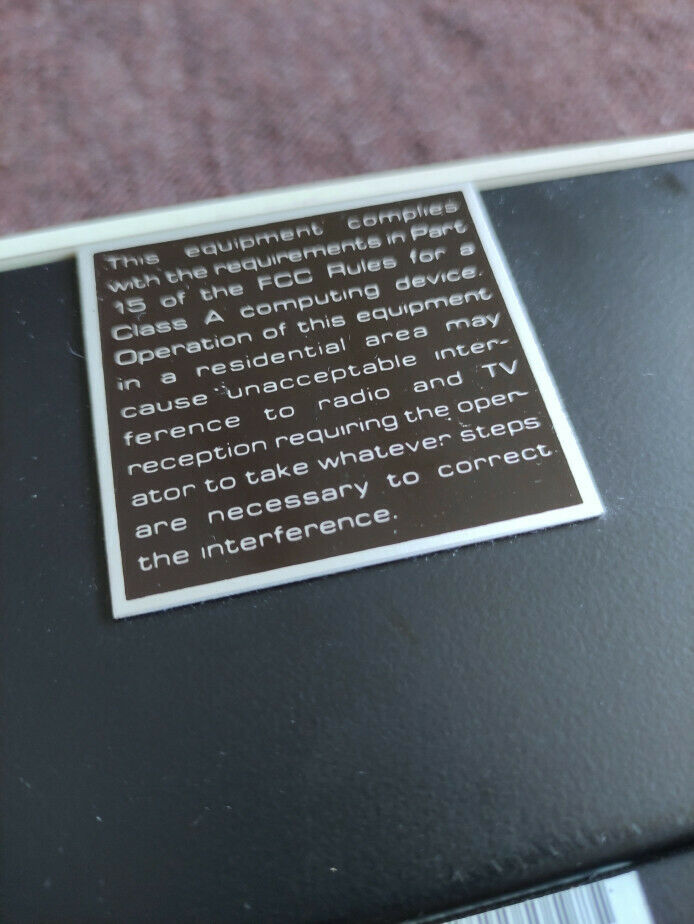 This equipment complies
with the requirements in Part
15 of the FCC Rules for a
Class A computing device.
Operation of this equipment
in a residential area may
cause unacceptable inter-
ference to radio and TV
reception requiring the oper-
ator to take whatever steps
are necessary to correct
the interference.